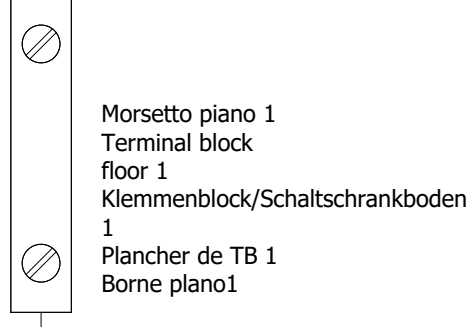 Morsetto piano 1
Terminal block
floor 1
Klemmenblock/Schaltschrankboden
1
Plancher de TB 1
Borne plano1